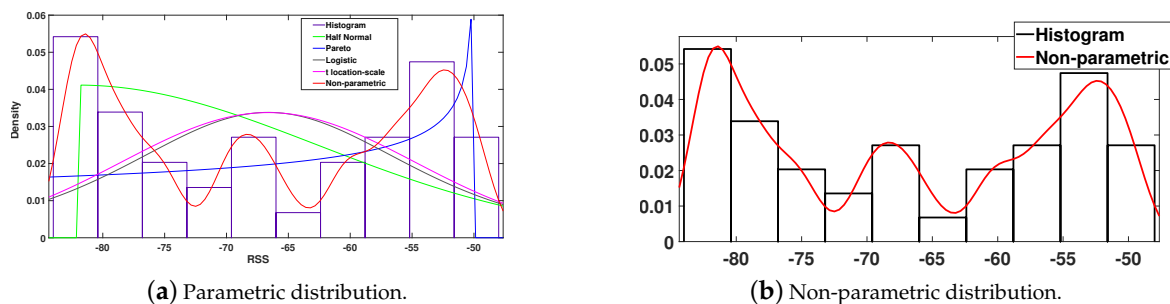 0.06
0.05
0.04
0.03
0.02
0.01
0
Density
-80
-75
-70
-65
-60
-55
-50
RSS
Histogram
Half Normal
Pareto
Logistic
t location-scale
Non-parametric
(a) Parametric distribution.
0.05
0.04
0.03
0.02
0.01
0
-80
-75
-70
-65
-60
-55
-50
Histogram
Non-parametric
(b) Non-parametric distribution.